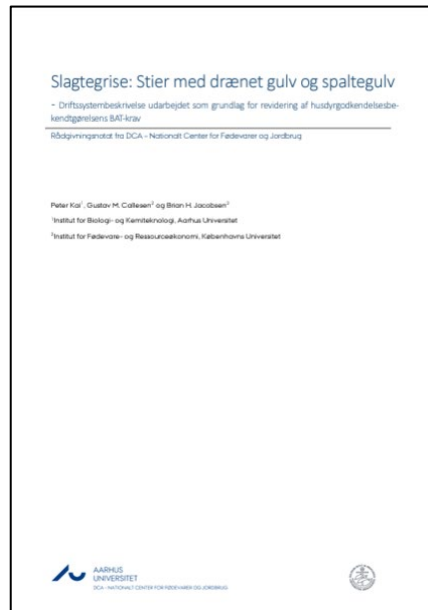 Slagtegrise: Stier med drænet gulv og spaltegulv
- Driftssystembeskrivelse udarbejdet som grundlag for revidering af husdyrgodkendelsesbe-
kendtgørelsens BAT-krav
Rådgivningsnotat fra DCA - Nationalt Center for Fødevarer og Jordbrug
Peter Kai¹, Gustav M. Callesen² og Brian H. Jacobsen²
¹Institut for Biologi- og Kemiteknologi, Aarhus Universitet
²Institut for Fødevare- og Ressourceøkonomi, Københavns Universitet
AARHUS
UNIVERSITET
DCA - NATIONALT CENTER FOR FØDEVARER OG JORDBRUG